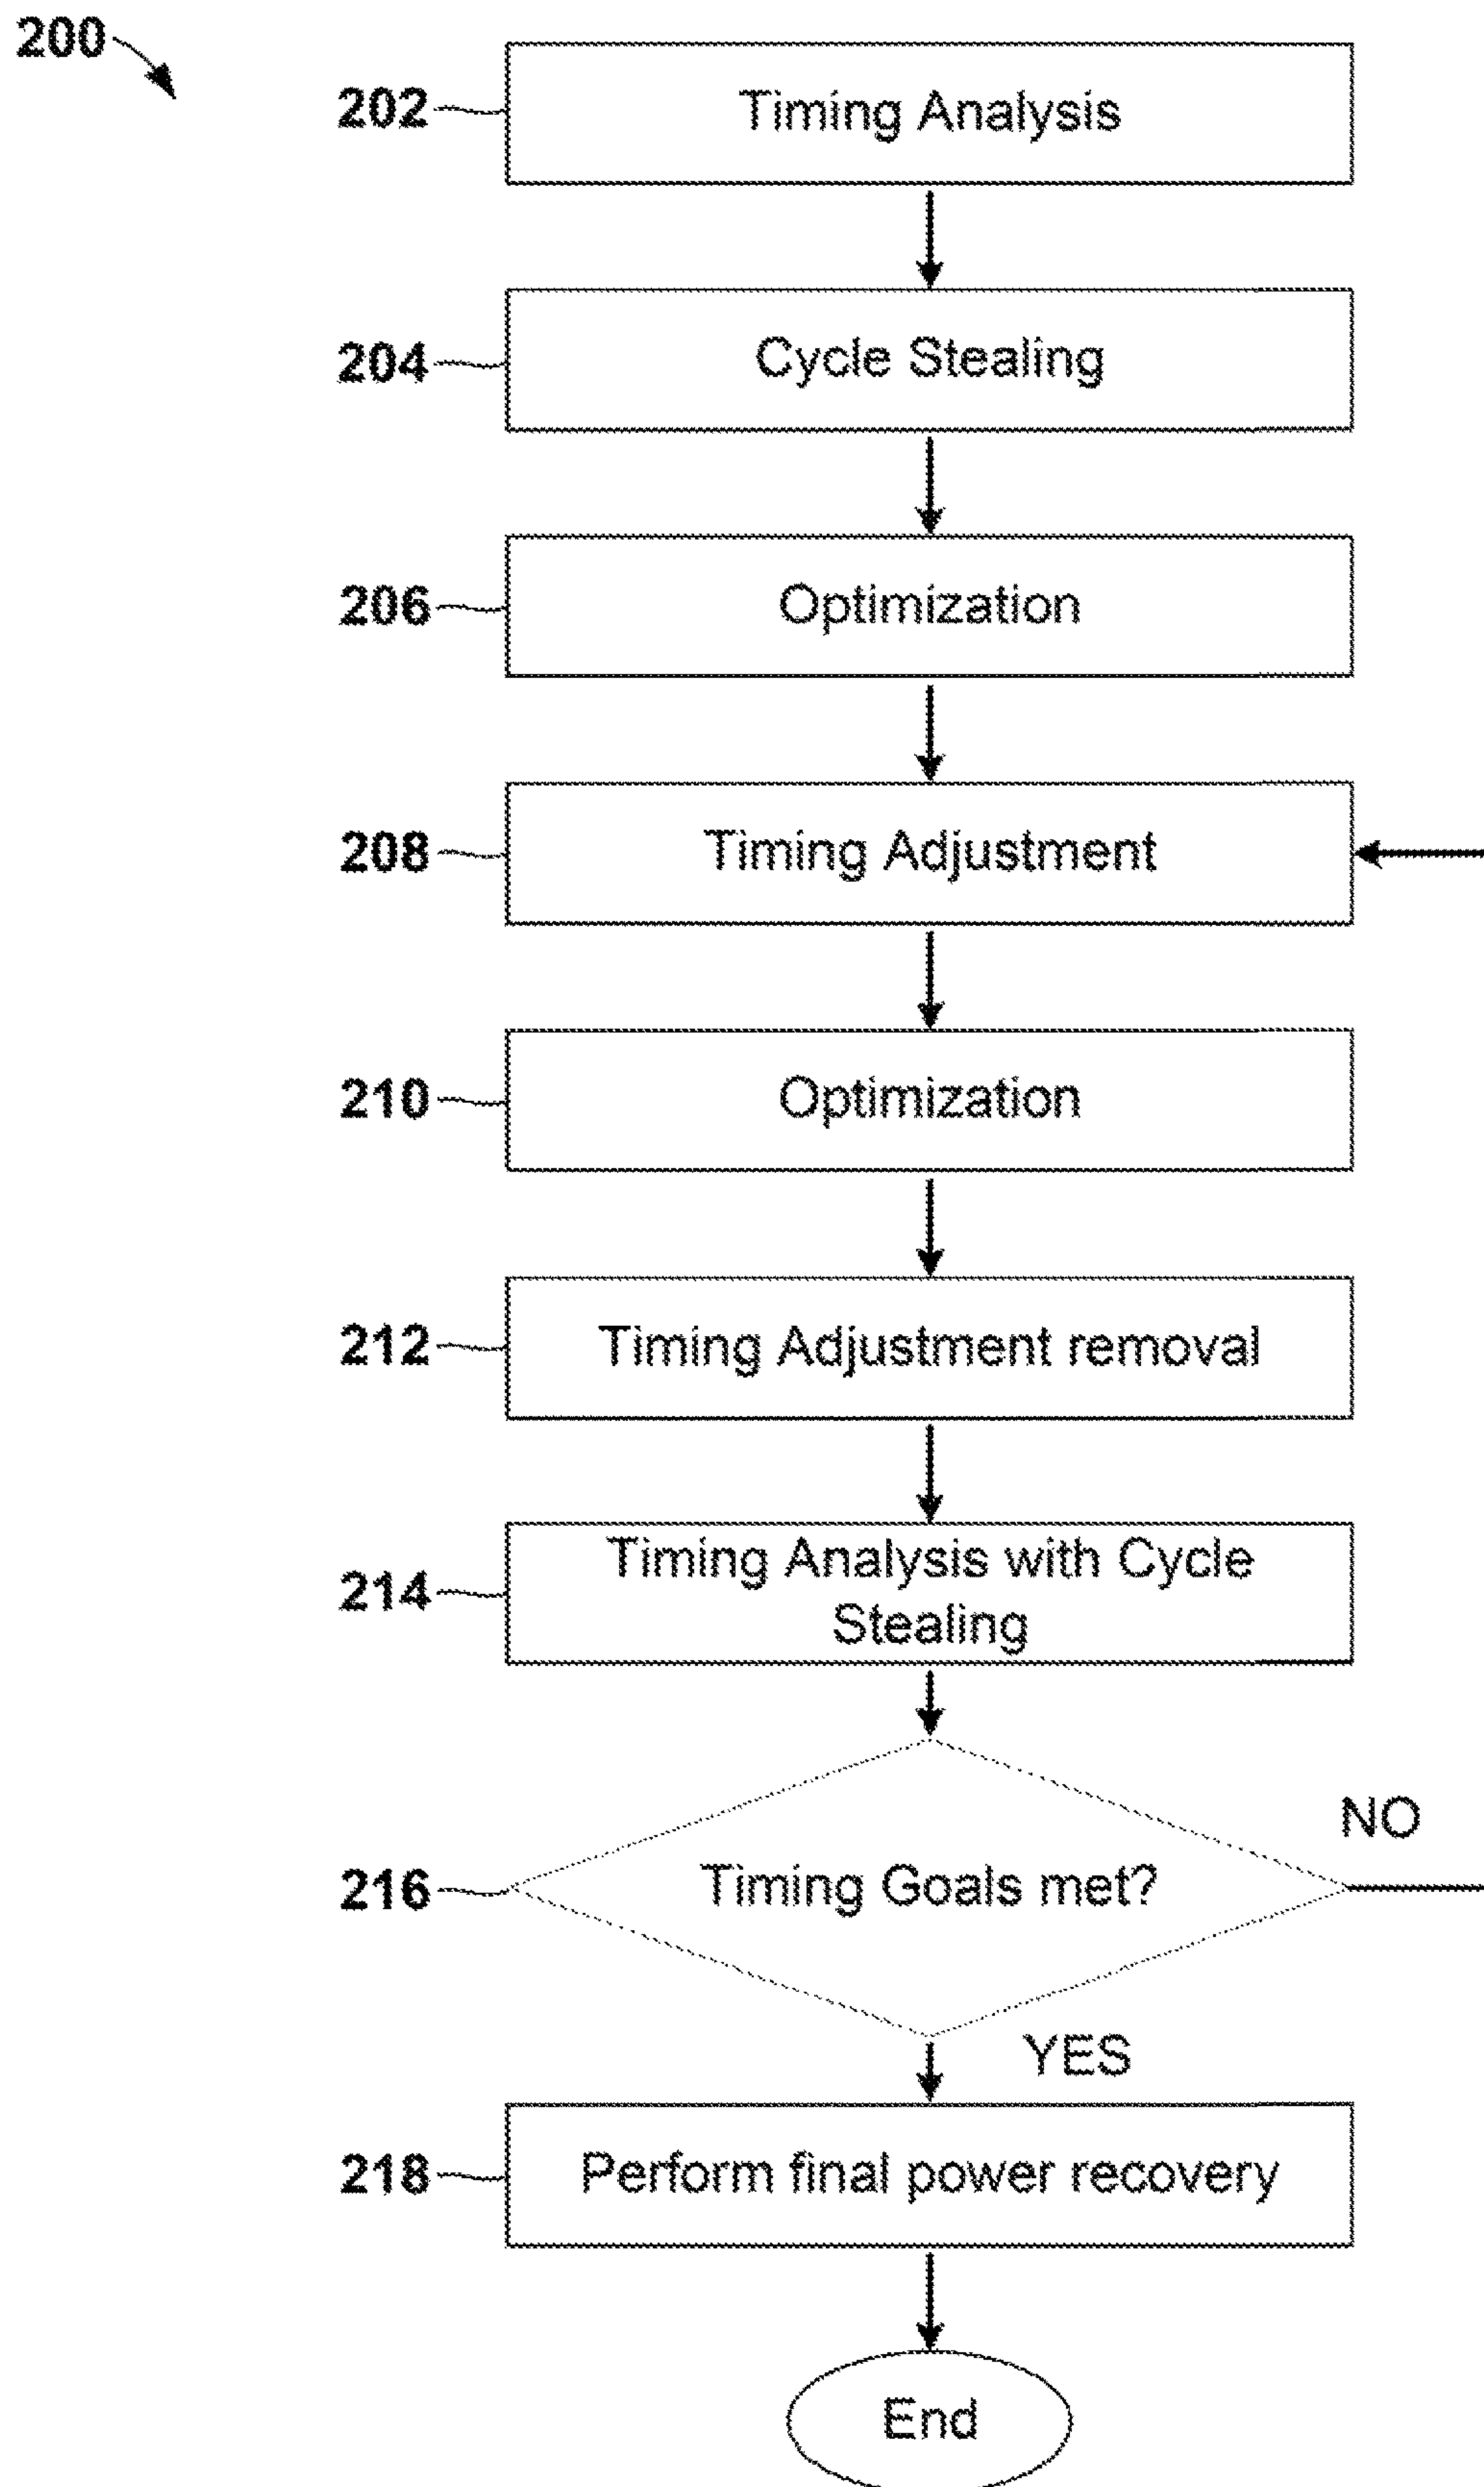 200
202
Timing Analysis
204
Cycle Stealing
206
Optimization
208
Timing Adjustment
210
Optimization
212
Timing Adjustment removal
214
Timing Analysis with Cycle
Stealing
NO
216
Timing Goals met?
YES
218
Perform final power recovery
End